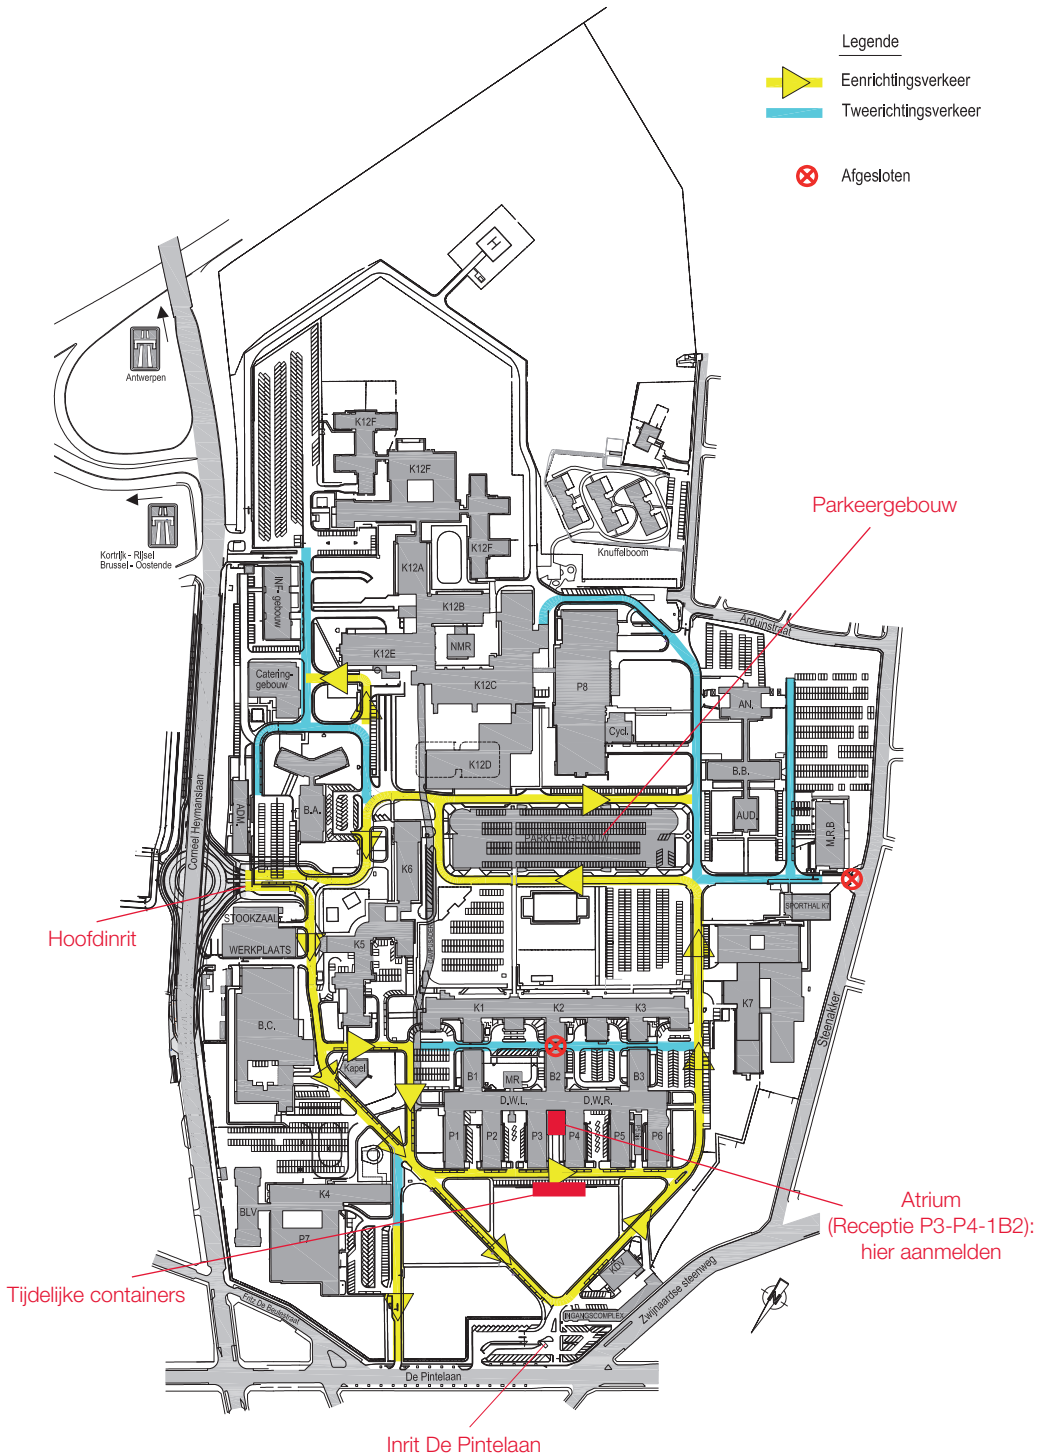 Legende
Eenrichtingsverkeer
Tweerichtingsverkeer
Afgesloten
H
Antwerpen
Kortrijk - Rijsel
Brussel - Oostende
K12F
K12F
K12F
Parkeergebouw
Knuffelboom
K12A
INF-
gebouw
K12B
NMR
K12E
K12C
Arduinstraat
Catering-
gebouw
P8
AN.
Cycl.
K12D
B.B.
Corneel Heymanslaan
ADM.
B.A.
AUD.
M.R.B
PARKEERGEBOUW
K6
Hoofdinrit
STOOKZAAL
WERKPLAATS
K5
SPORTHAL K7
K7
Steenakker
B.C.
K1
K2
K3
Kapel
B1
MR
B2
B3
D.W.L.
D.W.R.
P1
P2
P3
P4
P5
P6
K4
BLV
P7
Atrium
(Receptie P3-P4-1B2):
hier aanmelden
Tijdelijke containers
KDV
Zwijnaardse steenweg
INGANGSCOMPLEX
Fritz De Beulestraat
De Pintelaan
Inrit De Pintelaan